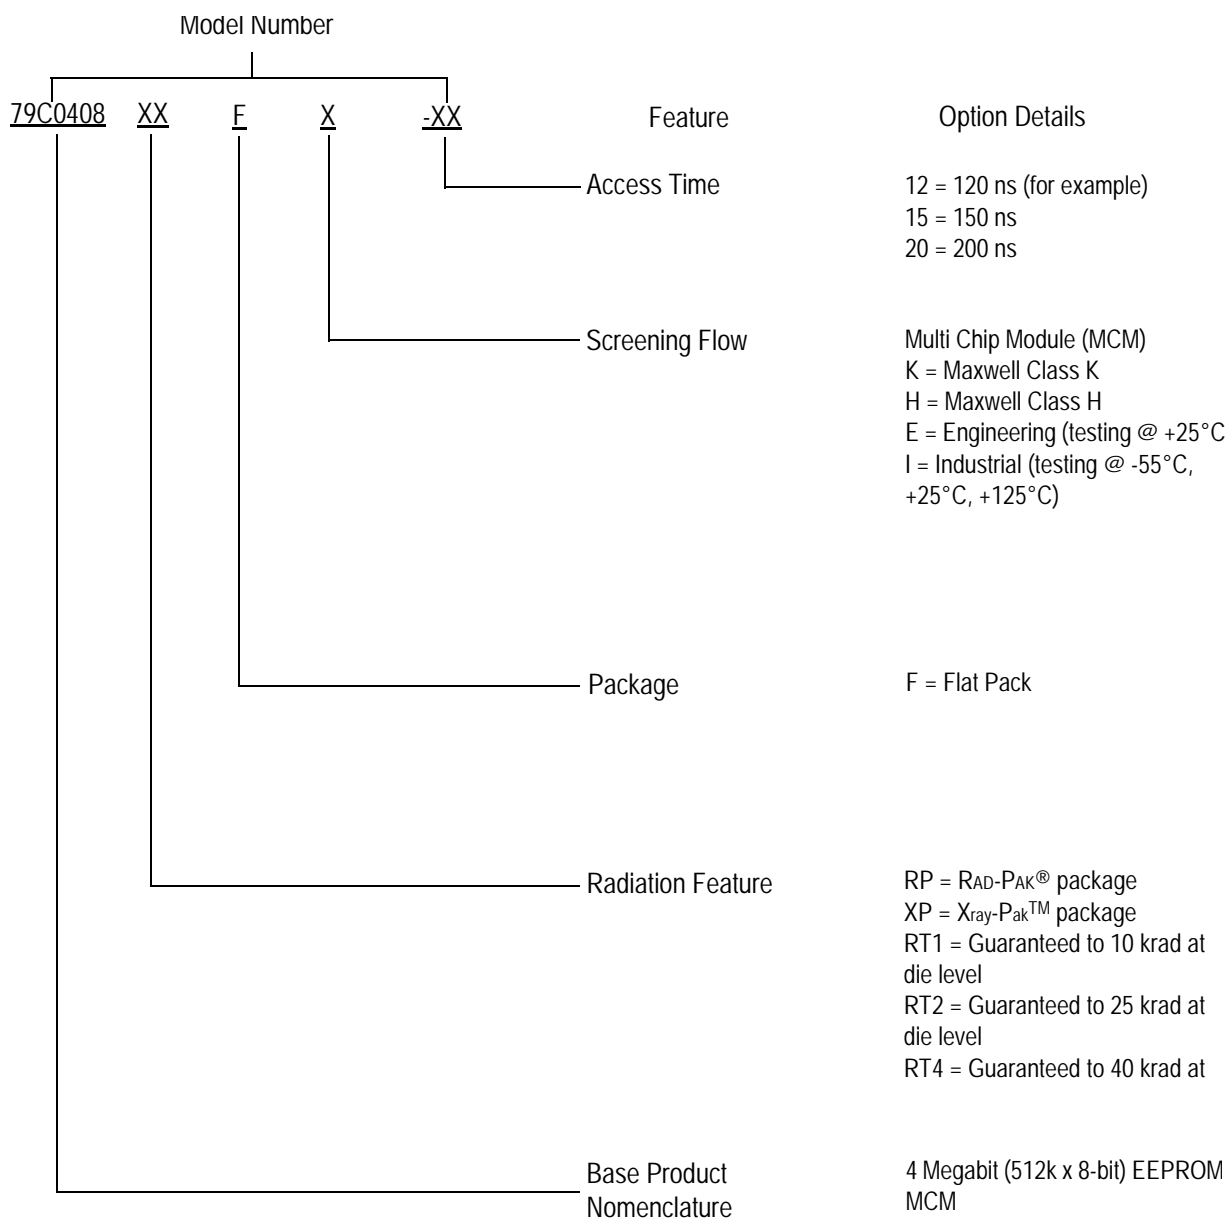 Model Number
79C0408 XX F X -XX Feature Option Details
Access Time
12 = 120 ns (for example)
15 = 150 ns
20 = 200 ns
Screening Flow
Multi Chip Module (MCM)
K = Maxwell Class K
H = Maxwell Class H
E = Engineering (testing @ +25°C
I = Industrial (testing @ -55°C,
+25°C, +125°C)
Package
F = Flat Pack
Radiation Feature
RP = RAD-PAK® package
XP = Xray-Pak™ package
RT1 = Guaranteed to 10 krad at
die level
RT2 = Guaranteed to 25 krad at
die level
RT4 = Guaranteed to 40 krad at
Base Product
Nomenclature
4 Megabit (512k x 8-bit) EEPROM
MCM